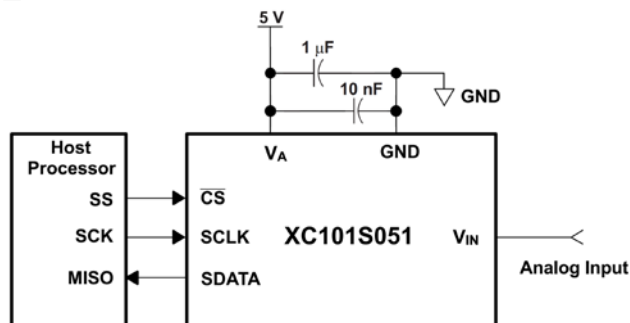 5 V
1 μF
10 nF
GND
Host
Processor
VA
GND
SS
CS
SCK
SCLK
XC101S051
VIN
MISO
SDATA
Analog Input